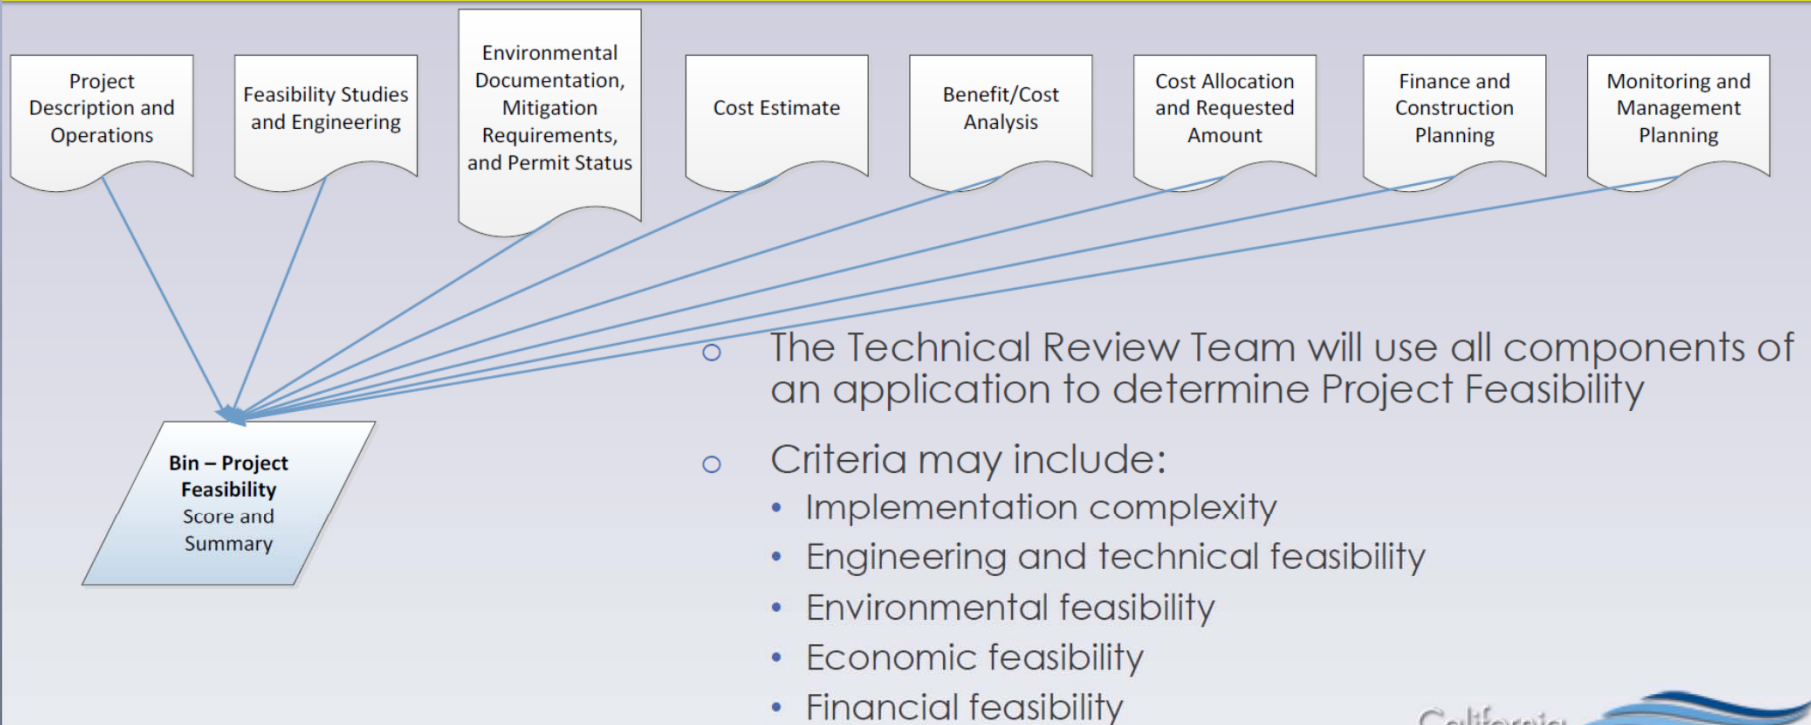 Project
Description and
Operations
Feasibility Studies
and Engineering
Environmental
Documentation,
Mitigation
Requirements,
and Permit Status
Cost Estimate
Benefit/Cost
Analysis
Cost Allocation
and Requested
Amount
Finance and
Construction
Planning
Monitoring and
Management
Planning
Bin – Project
Feasibility
Score and
Summary
o The Technical Review Team will use all components of
an application to determine Project Feasibility
o Criteria may include:
• Implementation complexity
• Engineering and technical feasibility
• Environmental feasibility
• Economic feasibility
• Financial feasibility
California